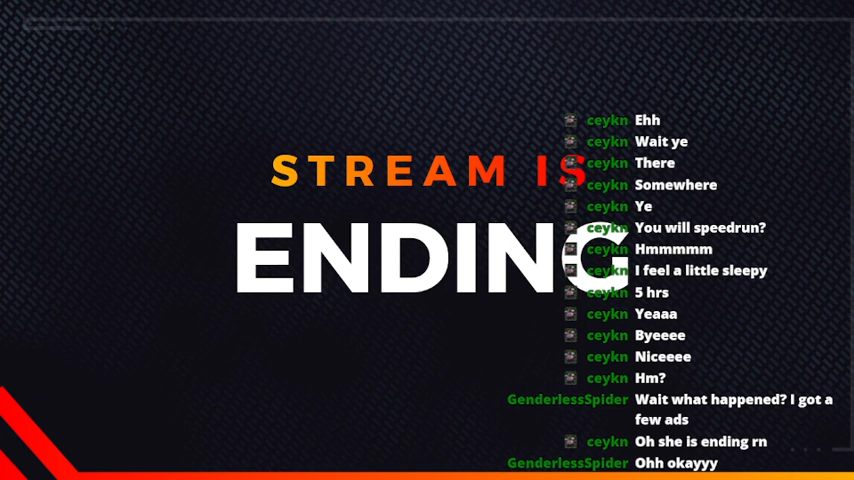 STREAM IS
ENDING
ceykn Ehh
ceykn Wait ye
ceykn There
ceykn Somewhere
ceykn Ye
ceykn You will speedrun?
ceykn Hmmmmm
ceykn I feel a little sleepy
ceykn 5 hrs
ceykn Yeaaa
ceykn Byeeee
ceykn Niceeee
ceykn Hm?
GenderlessSpider Wait what happened? I got a
few ads
ceykn Oh she is ending rn
GenderlessSpider Ohh okayyy